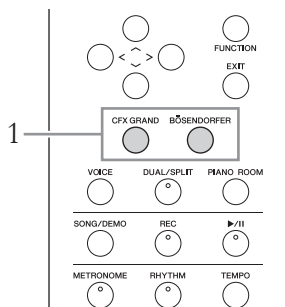 FUNCTION
EXIT
1
CFX GRAND BÖSENDORFER
VOICE DUAL/SPLIT PIANO ROOM
SONG/DEMO REC ▶/II
METRONOME RHYTHM TEMPO